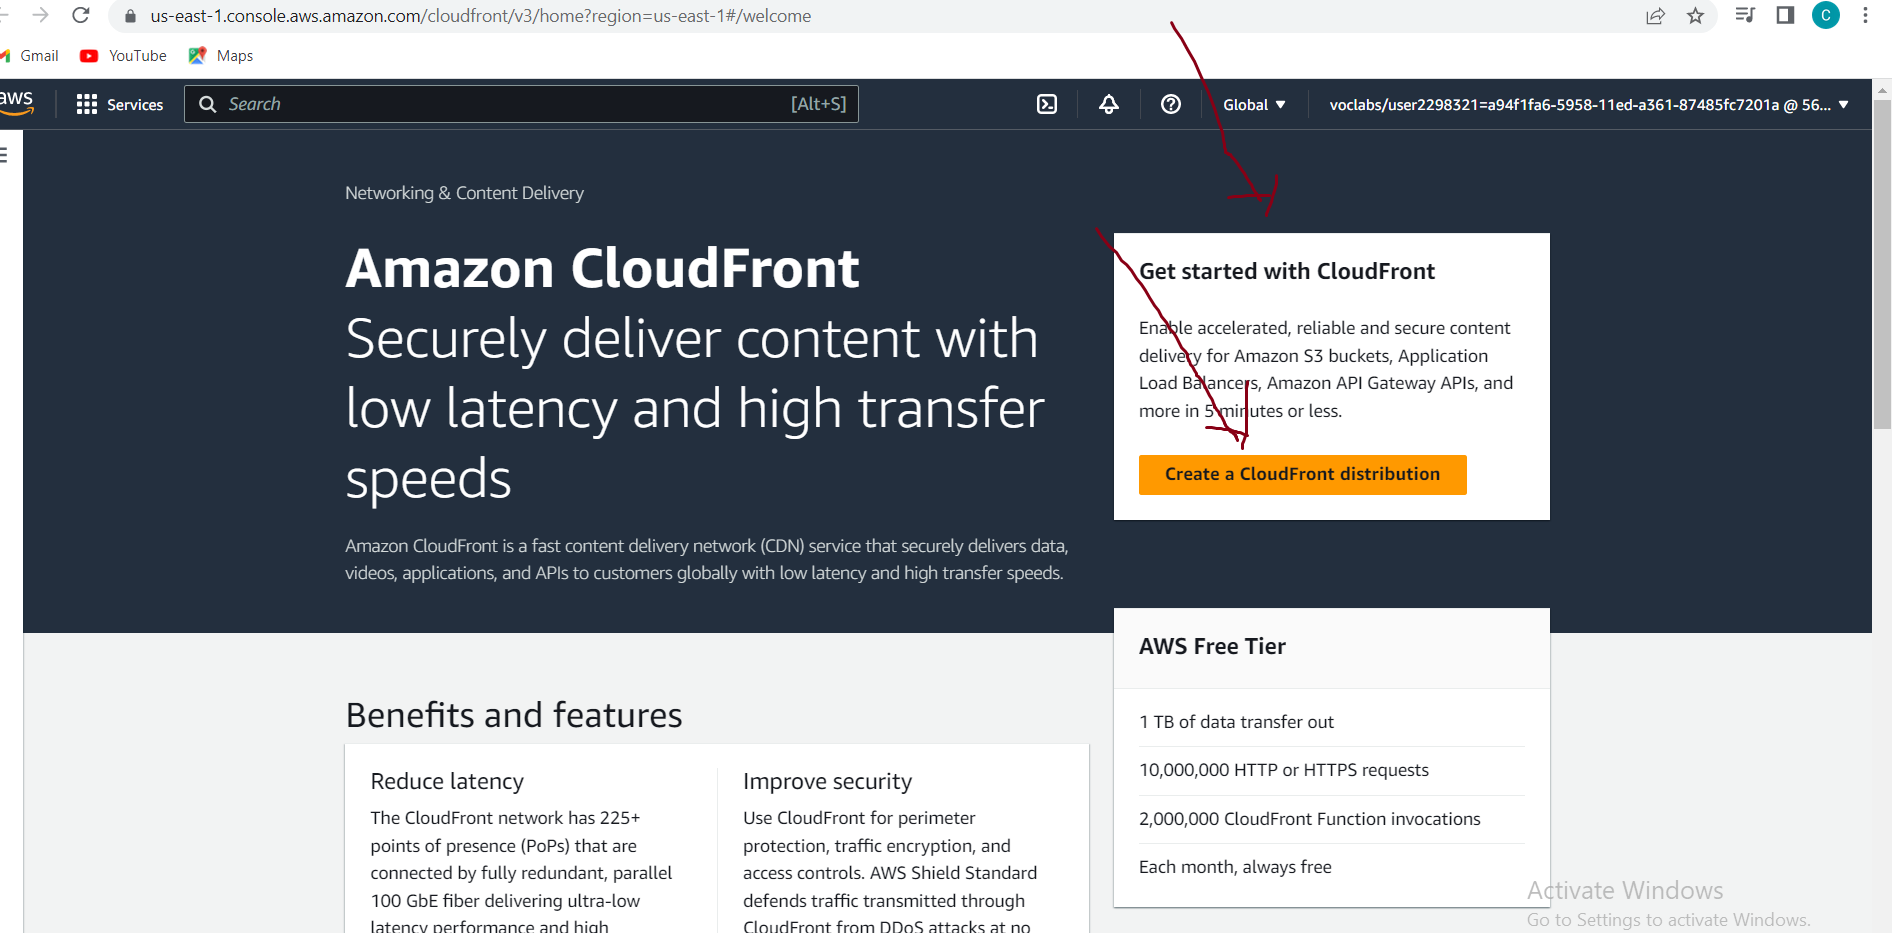 us-east-1.console.aws.amazon.com/cloudfront/v3/home?region=us-east-1#/welcome
C
Gmail
YouTube
Maps
aws
Services
Search
[Alt+S]
Global
voclabs/user2298321=a94f1fa6-5958-11ed-a361-87485fc7201a @ 56...
Networking & Content Delivery
Amazon CloudFront
Securely deliver content with
low latency and high transfer
speeds
Amazon CloudFront is a fast content delivery network (CDN) service that securely delivers data,
videos, applications, and APIs to customers globally with low latency and high transfer speeds.
Get started with CloudFront
Enable accelerated, reliable and secure content
delivery for Amazon S3 buckets, Application
Load Balancers, Amazon API Gateway APIs, and
more in 5 minutes or less.
Create a CloudFront distribution
AWS Free Tier
1 TB of data transfer out
10,000,000 HTTP or HTTPS requests
2,000,000 CloudFront Function invocations
Each month, always free
Benefits and features
Reduce latency
The CloudFront network has 225+
points of presence (PoPs) that are
connected by fully redundant, parallel
100 GbE fiber delivering ultra-low
latency performance and high
Improve security
Use CloudFront for perimeter
protection, traffic encryption, and
access controls. AWS Shield Standard
defends traffic transmitted through
CloudFront from DDoS attacks at no
Activate Windows
Go to Settings to activate Windows.